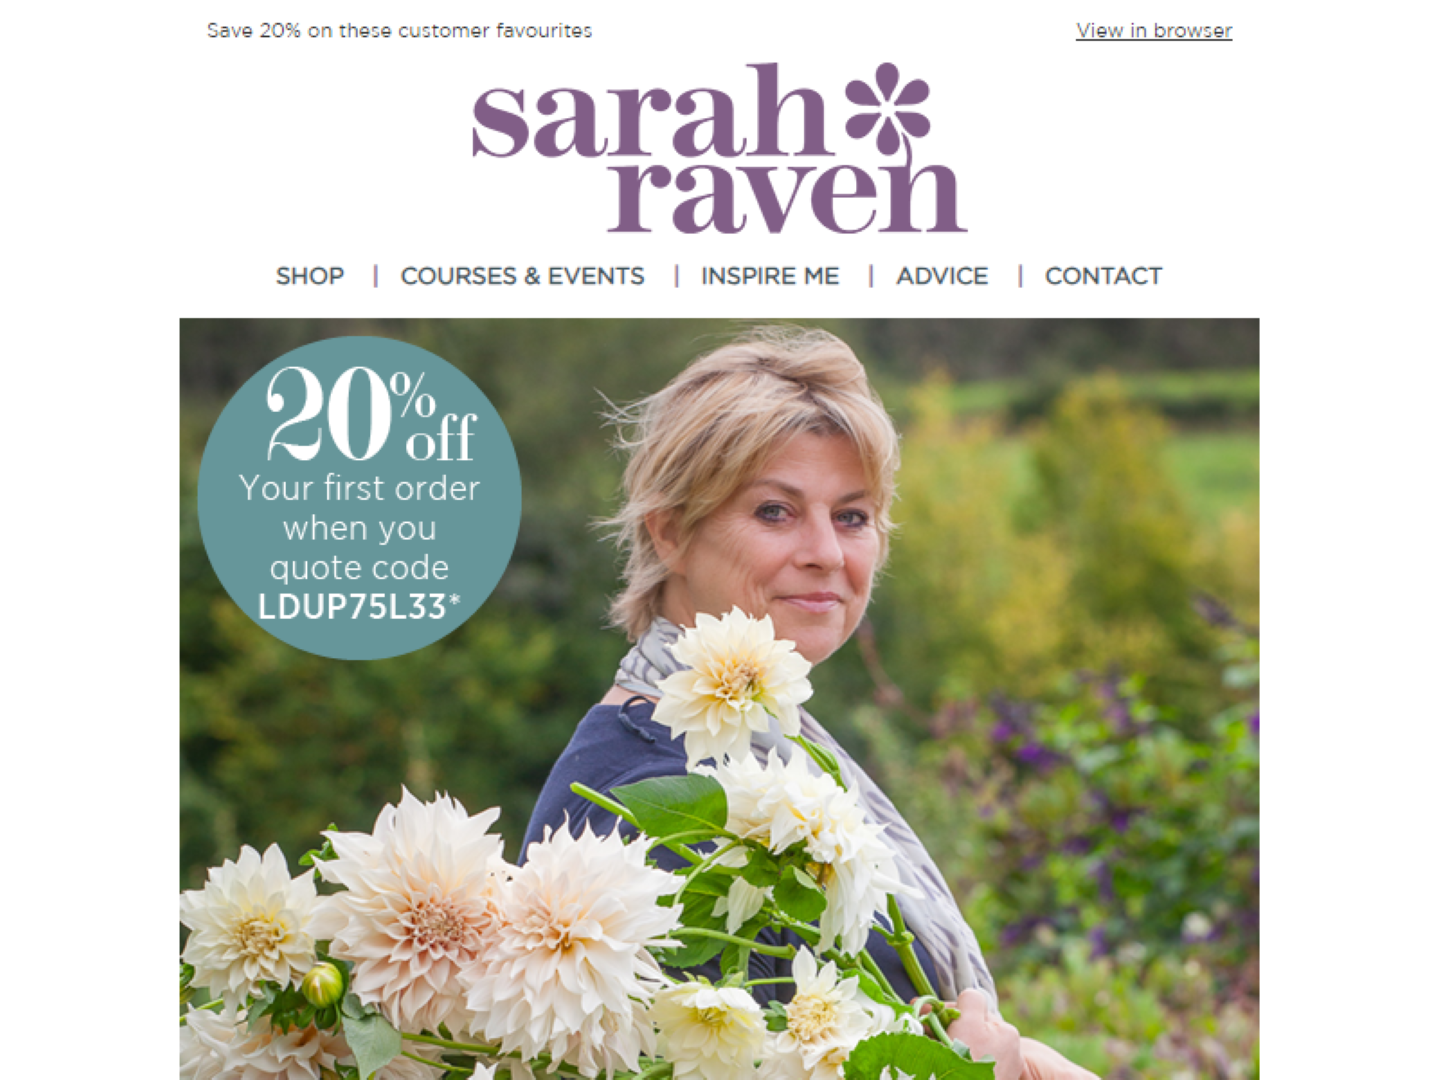 Save 20% on these customer favourites
View in browser
sarah
raven
SHOP | COURSES & EVENTS | INSPIRE ME | ADVICE | CONTACT
20% off
Your first order
when you
quote code
LDUP75L33*